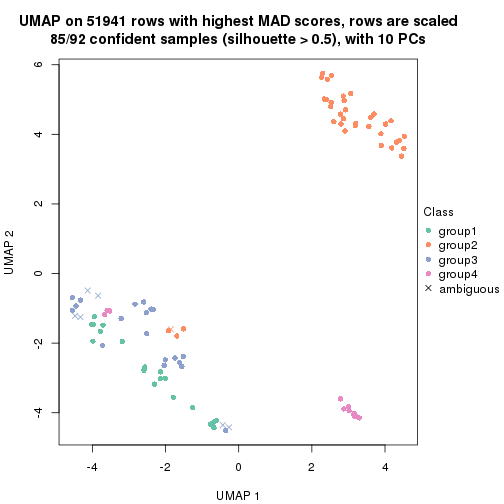 UMAP on 51941 rows with highest MAD scores, rows are scaled
85/92 confident samples (silhouette > 0.5), with 10 PCs
6
4
2
0
-2
-4
UMAP 2
-4
-2
0
2
4
UMAP 1
Class
group1
group2
group3
group4
ambiguous